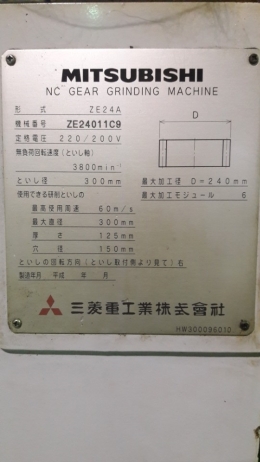 MITSUBISHI
NC GEAR GRINDING MACHINE
形 式 ZE24A
機械番号 ZE24011C9
定格電圧 220/200V
無負荷回転速度(といし軸)
3800min⁻¹
といし径 300mm
使用できる研削といしの
最高使用周速 60m/s
最大直径 300mm
厚さ 125mm
穴径 150mm
といしの回転方向(といし取付側より見て)右
製造年月 平成 年 月
D
最大加工径 D=240mm
最大加工モジュール 6
三菱重工業株式会社
HW300096010